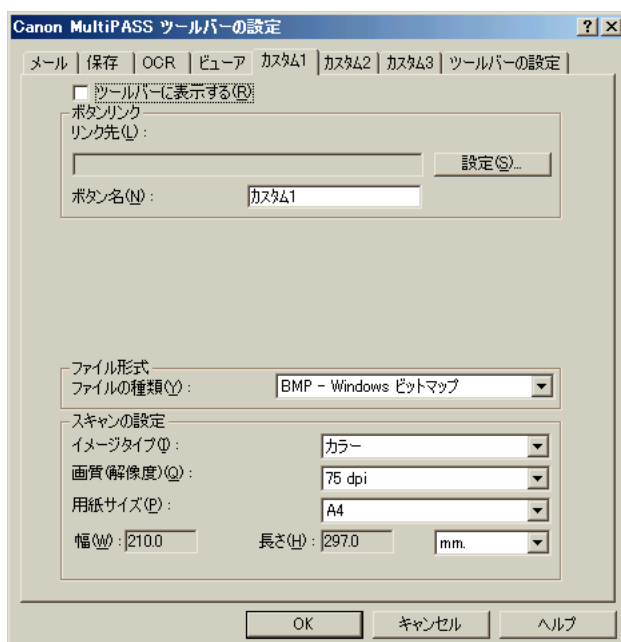 Canon MultiPASS ツールバーの設定
メール 保存 OCR ビューア カスタム1 カスタム2 カスタム3 ツールバーの設定
ツールバーに表示する(R)
ボタンリンク
リンク先(L):
設定(S)...
ボタン名(N): カスタム1
ファイル形式
ファイルの種類(Y): BMP - Windows ビットマップ
スキャンの設定
イメージタイプ(I): カラー
画質(解像度)(Q): 75 dpi
用紙サイズ(P): A4
幅(W): 210.0 長さ(H): 297.0 mm.
OK キャンセル ヘルプ